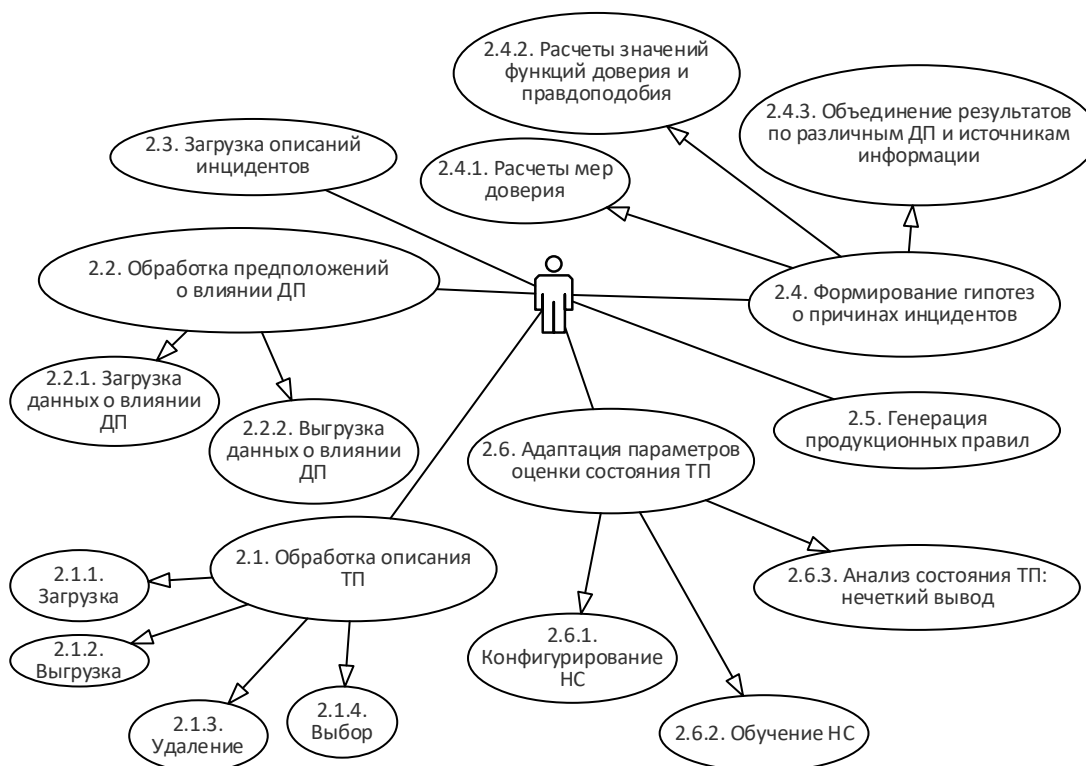 2.4.2. Расчеты значений
функций доверия и
правдоподобия
2.4.3. Объединение результатов
по различным ДП и источникам
информации
2.3. Загрузка описаний
инцидентов
2.4.1. Расчеты мер
доверия
2.2. Обработка предположений
о влиянии ДП
2.4. Формирование гипотез
о причинах инцидентов
2.2.1. Загрузка
данных о влиянии
ДП
2.2.2. Выгрузка
данных о влиянии
ДП
2.5. Генерация
продукционных правил
2.6. Адаптация параметров
оценки состояния ТП
2.1. Обработка описания
ТП
2.1.1.
Загрузка
2.6.3. Анализ состояния ТП:
нечеткий вывод
2.1.2.
Выгрузка
2.6.1.
Конфигурирование
НС
2.1.3.
Удаление
2.1.4.
Выбор
2.6.2. Обучение НС